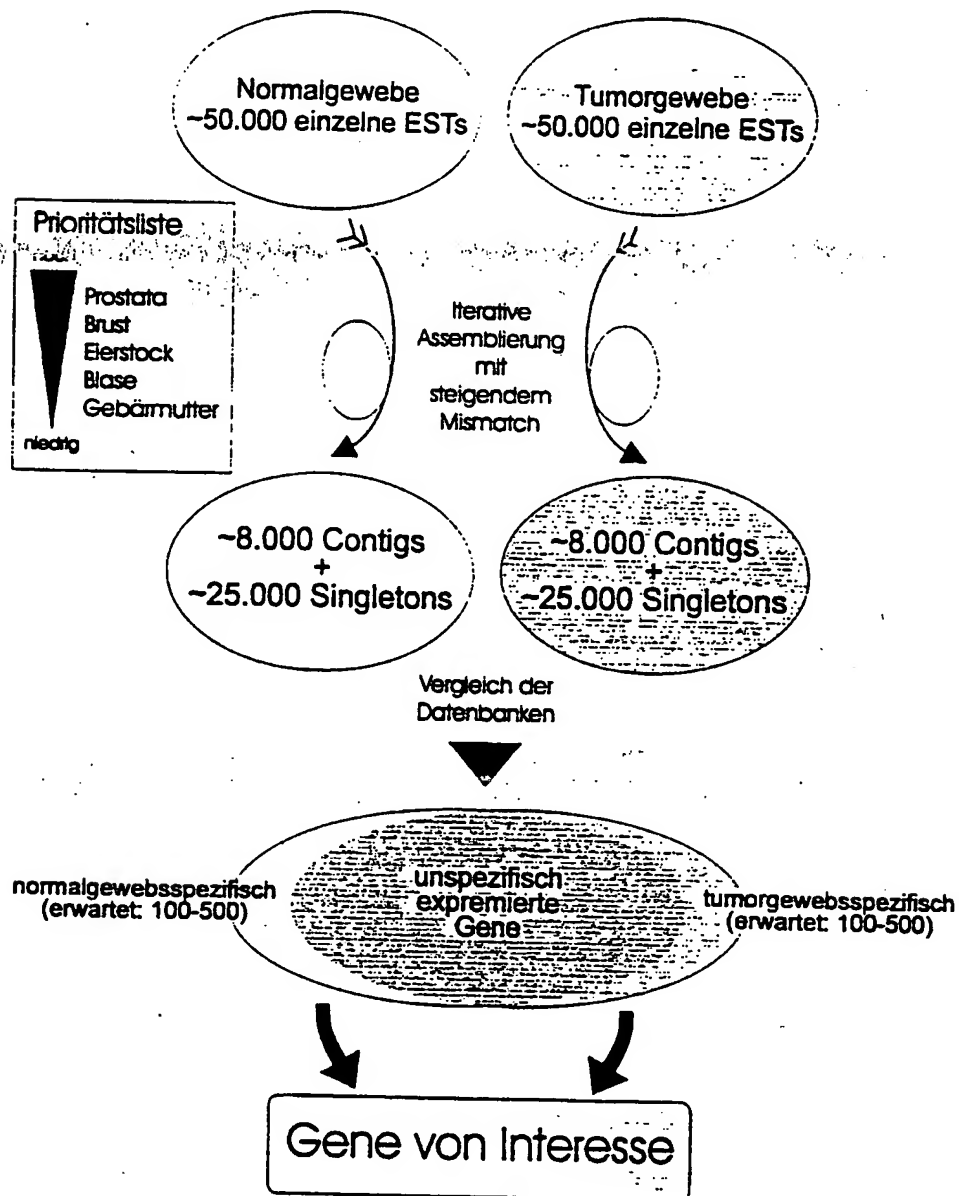 Normalgewebe
~50.000 einzelne ESTs
Tumorgewebe
~50.000 einzelne ESTs
Prioritätsliste
Prostata
Brust
Eierstock
Blase
Gebärmutter
niedrig
Iterative
Assemblierung
mit
steigendem
Mismatch
~8.000 Contigs
+
~25.000 Singletons
~8.000 Contigs
+
~25.000 Singletons
Vergleich der
Datenbanken
normalgewebsspezifisch
(erwartet: 100-500)
unspezifisch
expremierte
Gene
tumorgewebsspezifisch
(erwartet: 100-500)
Gene von Interesse